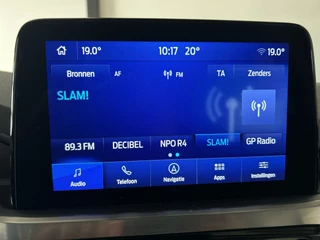 19.0° 10:17 20° 19.0°
Bronnen AF FM TA Zenders
SLAM!
89.3 FM DECIBEL NPO R4 SLAM! GP Radio
Audio Telefoon Navigatie Apps Instellingen